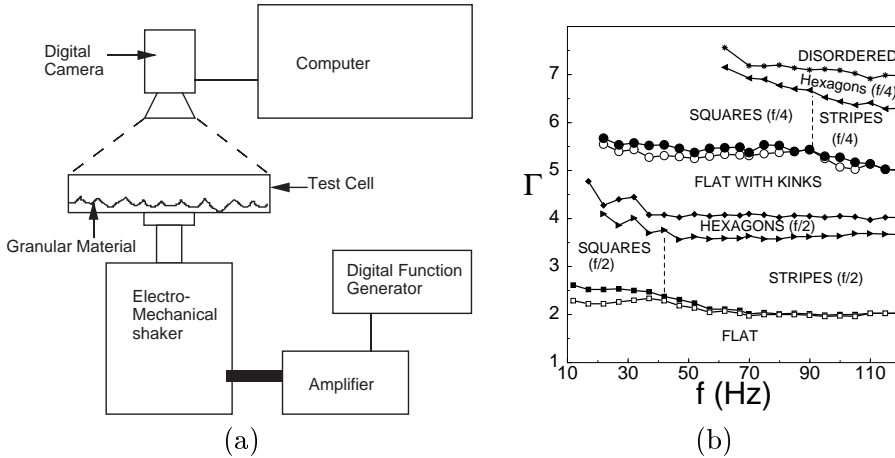 Digital
Camera
Computer
Test Cell
Granular Material
Electro-
Mechanical
shaker
Digital Function
Generator
Amplifier
(a)
DISORDERED
Hexagons (f/4)
SQUARES (f/4)
STRIPES
(f/4)
FLAT WITH KINKS
HEXAGONS (f/2)
SQUARES
(f/2)
STRIPES (f/2)
FLAT
Γ
7
6
5
4
3
2
1
10 30 50 70 90 110
f (Hz)
(b)